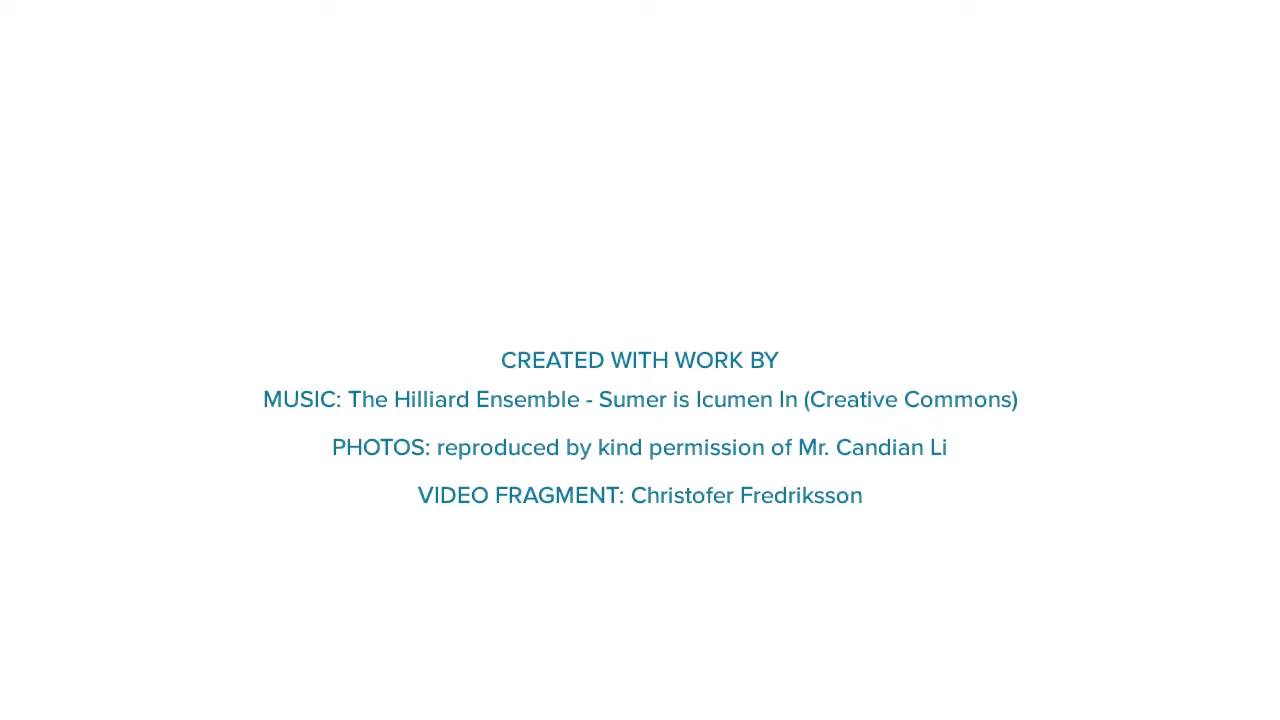 CREATED WITH WORK BY
MUSIC: The Hilliard Ensemble - Sumer is Icumen In (Creative Commons)
PHOTOS: reproduced by kind permission of Mr. Candian Li
VIDEO FRAGMENT: Christofer Fredriksson